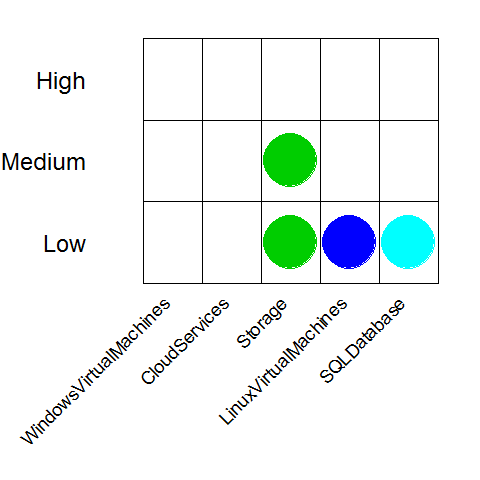 High
Medium
Low
WindowsVirtualMachines
CloudServices
Storage
LinuxVirtualMachines
SQLDatabase